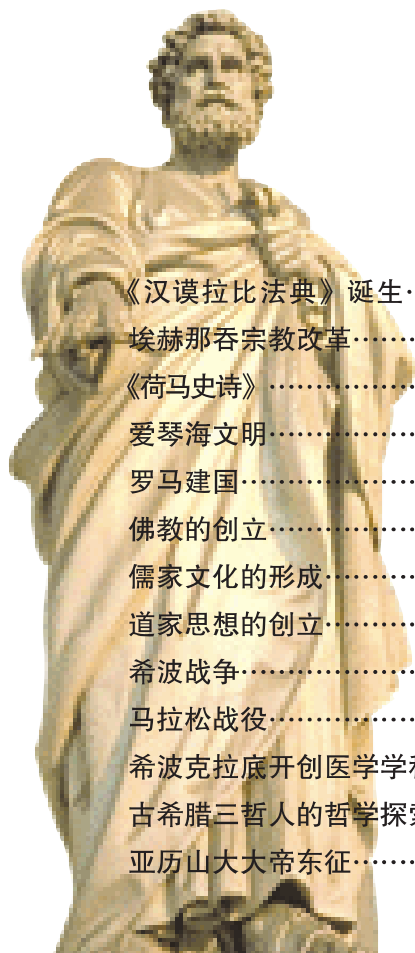 《汉谟拉比法典》诞生…
埃赫那吞宗教改革………
《荷马史诗》………………
爱琴海文明………………
罗马建国…………………
佛教的创立………………
儒家文化的形成…………
道家思想的创立…………
希波战争…………………
马拉松战役………………
希波克拉底开创医学学
古希腊三哲人的哲学探
亚历山大大帝东征………